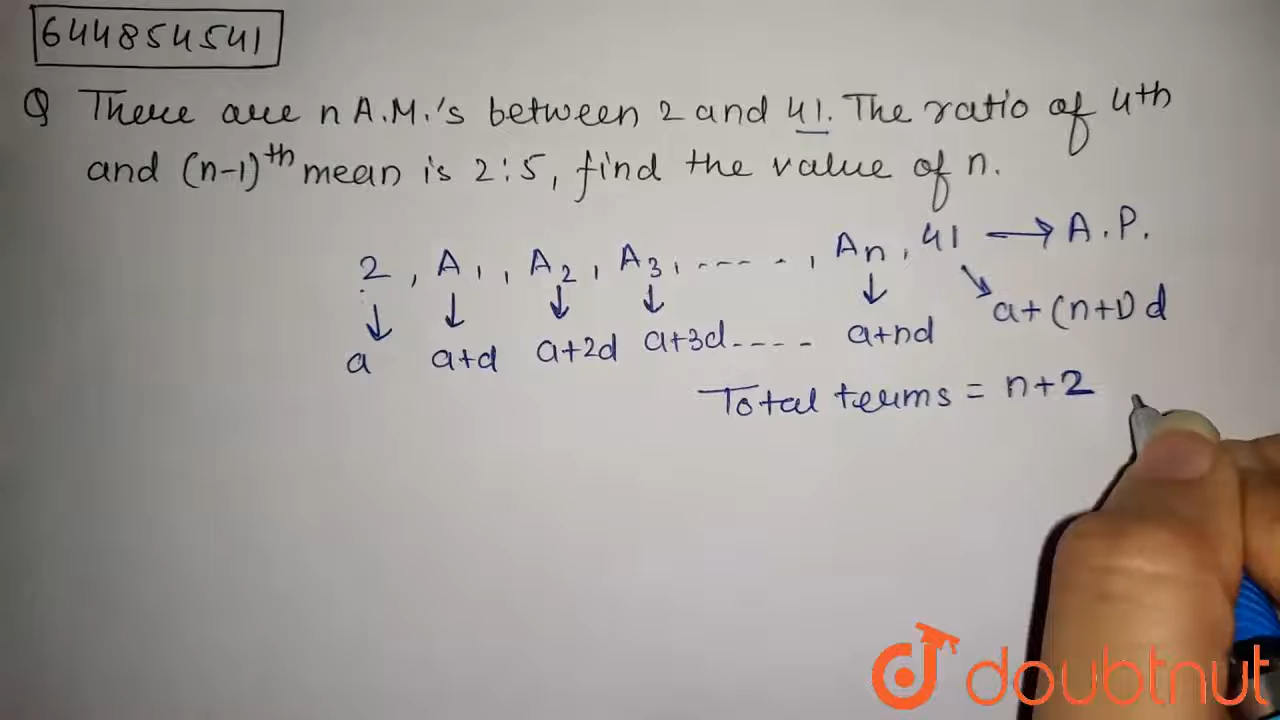 644854541
Q There are n A.M.'s between 2 and 41. The ratio of 4th
and (n-1)th mean is 2:5, find the value of n.
2, A1, A2, A3, ......, An, 41 → A.P.
a a+d a+2d a+3d..... a+nd a+(n+1)d
Total terms = n+2
doubtnut